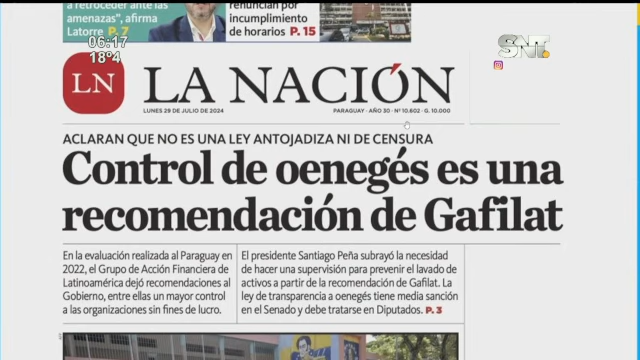 a retroceder ante las
amenazas", afirma
Latorre P. 7
renuncian por
incumplimiento
de horarios P. 15
06:17
18°4
SNT
LN
LA NACIÓN
LUNES 29 DE JULIO DE 2024
PARAGUAY - AÑO 30 - Nº 10.602 - G. 10.000
ACLARAN QUE NO ES UNA LEY ANTOJADIZA NI DE CENSURA
Control de oenegés es una
recomendación de Gafilat
En la evaluación realizada al Paraguay en
2022, el Grupo de Acción Financiera de
Latinoamérica dejó recomendaciones al
Gobierno, entre ellas un mayor control
a las organizaciones sin fines de lucro.
El presidente Santiago Peña subrayó la necesidad
de hacer una supervisión para prevenir el lavado de
activos a partir de la recomendación de Gafilat. La
ley de transparencia a oenegés tiene media sanción
en el Senado y debe tratarse en Diputados. P. 3